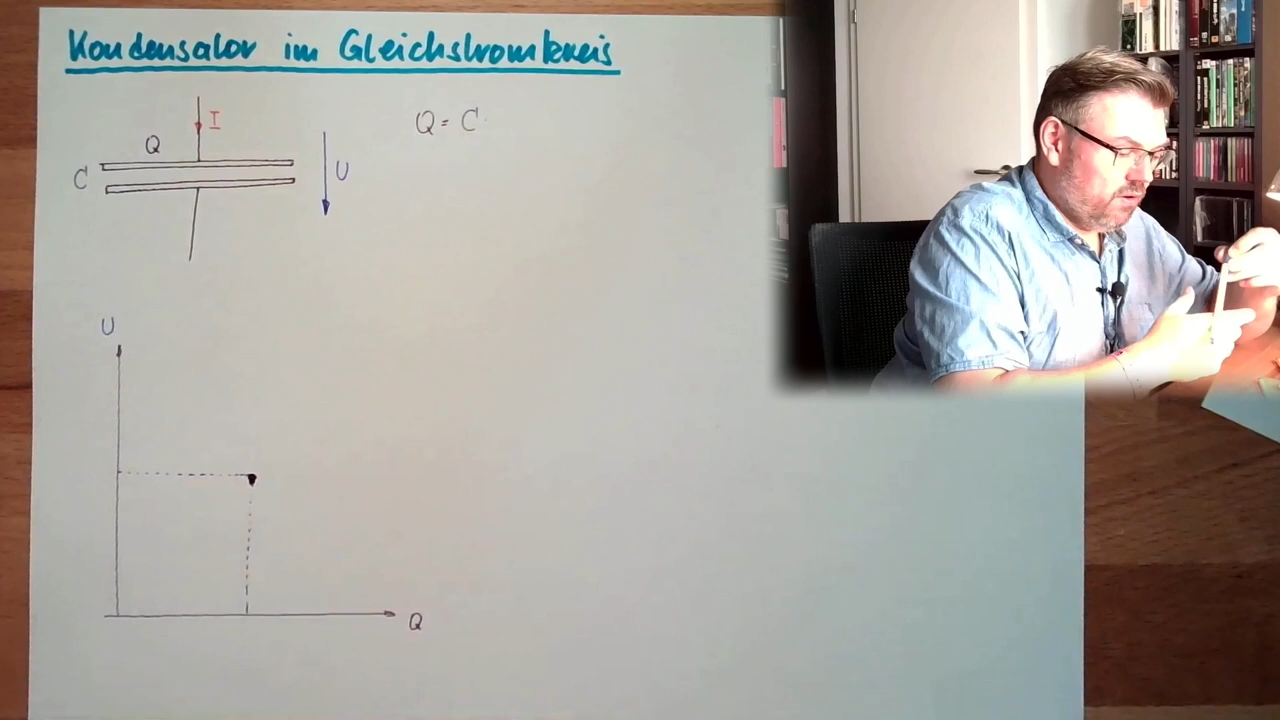 Kondensator im Gleichstromkreis
I
Q
Q = C
C
U
U
Q